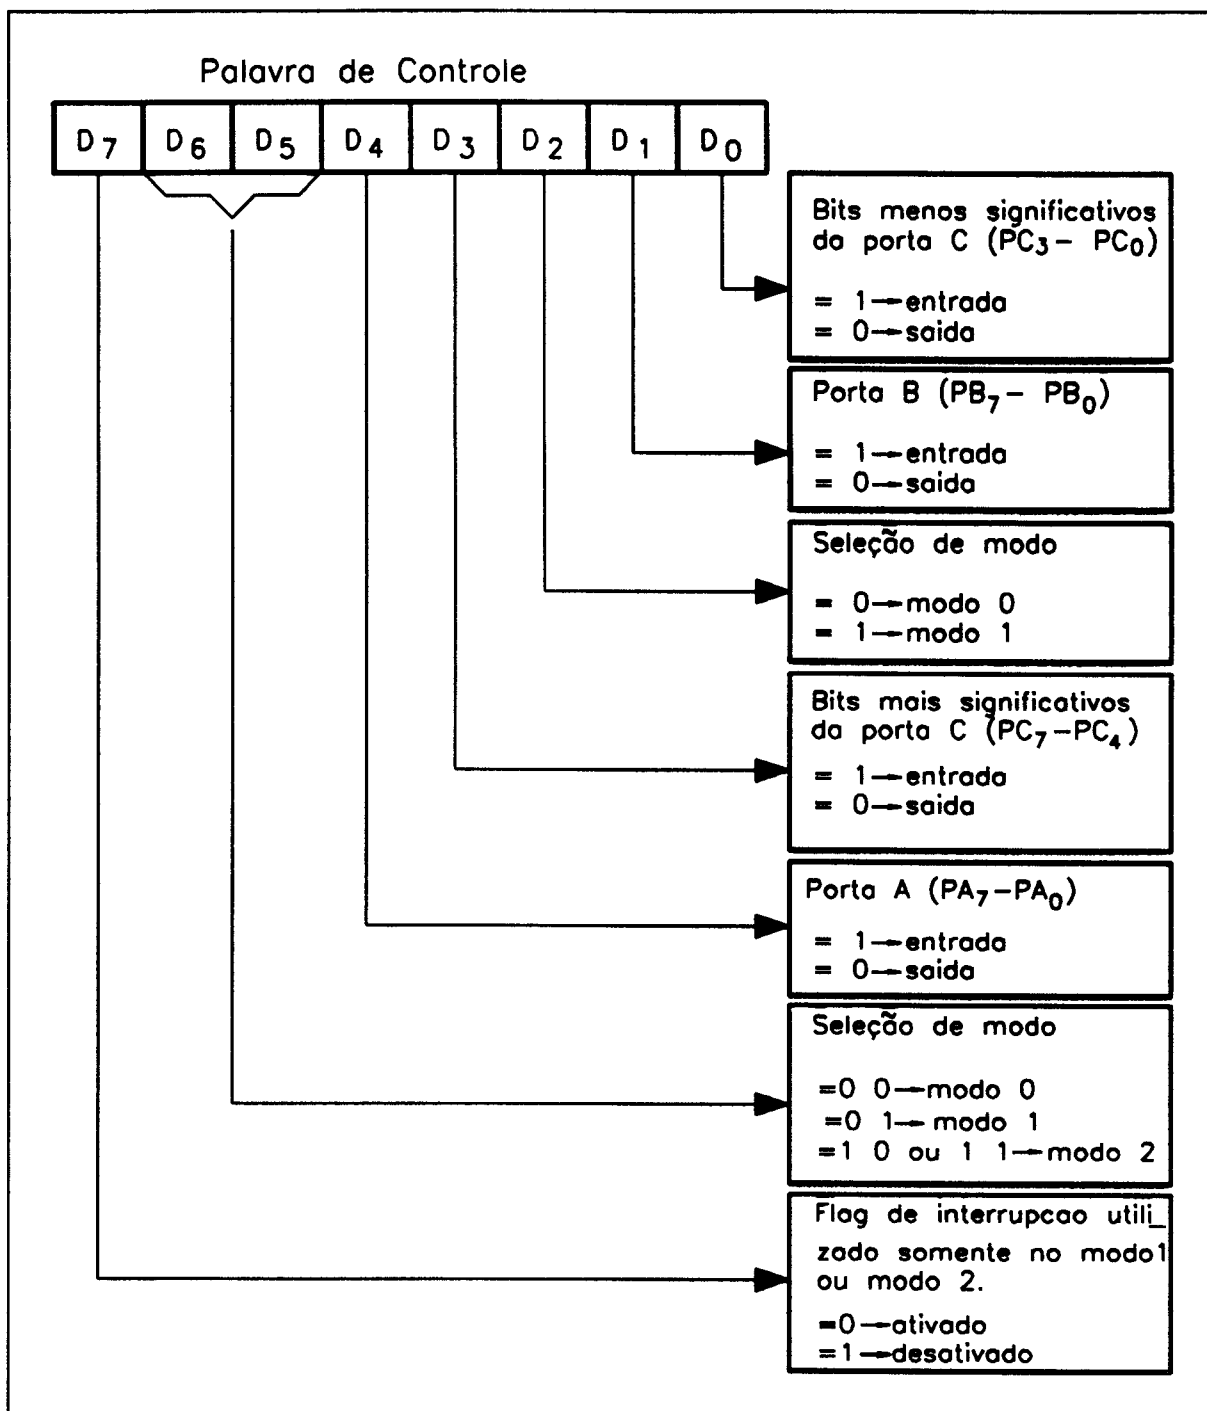 Palavra de Controle
D7 D6 D5 D4 D3 D2 D1 D0
Bits menos significativos
da porta C (PC3 - PC0)
= 1→entrada
= 0→saida
Porta B (PB7 - PB0)
= 1→entrada
= 0→saida
Seleção de modo
= 0→modo 0
= 1→modo 1
Bits mais significativos
da porta C (PC7-PC4)
= 1→entrada
= 0→saida
Porta A (PA7-PA0)
= 1→entrada
= 0→saida
Seleção de modo
=0 0→modo 0
=0 1→modo 1
=1 0 ou 1 1→modo 2
Flag de interrupcao utili_
zado somente no modo1
ou modo 2.
=0→ativado
=1→desativado